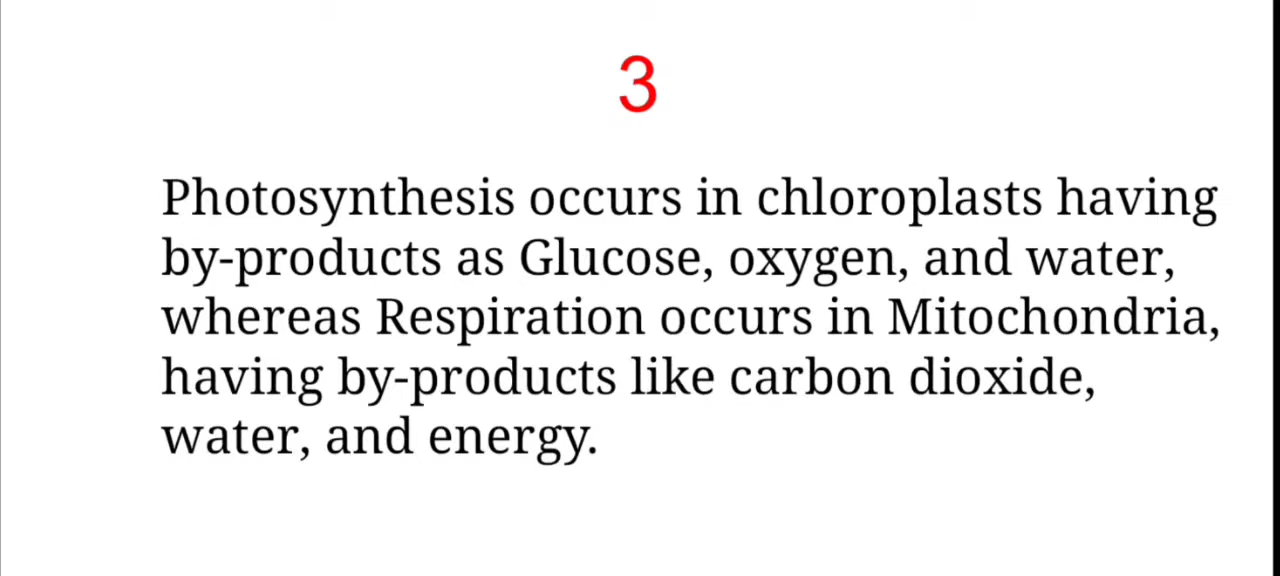 3
Photosynthesis occurs in chloroplasts having
by-products as Glucose, oxygen, and water,
whereas Respiration occurs in Mitochondria,
having by-products like carbon dioxide,
water, and energy.